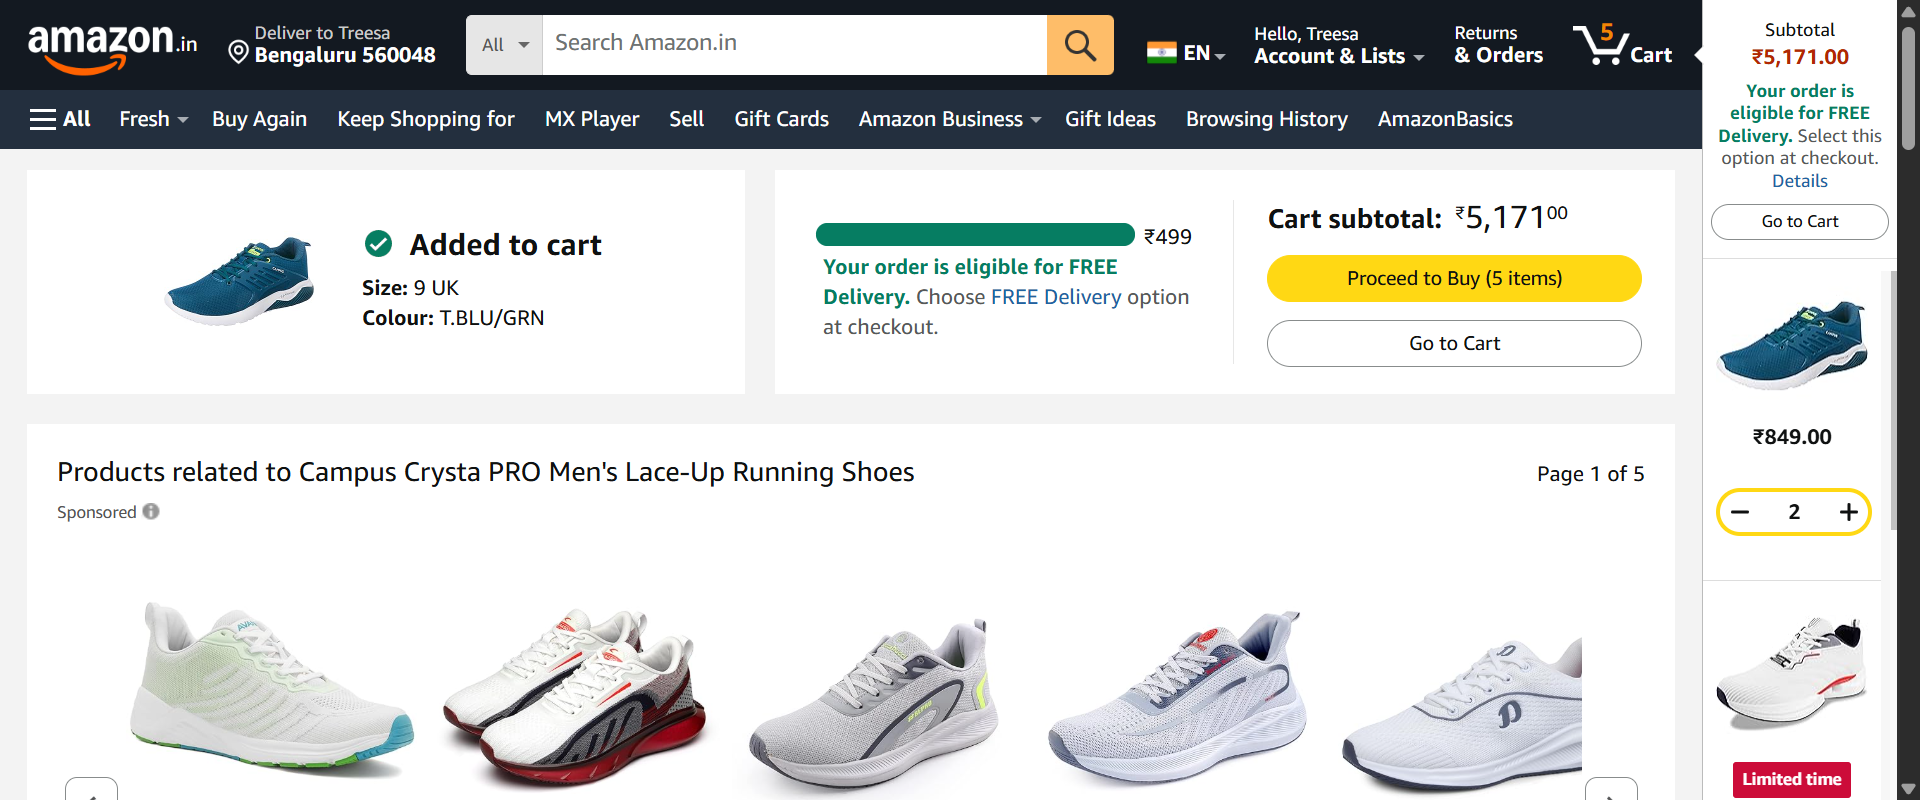 amazon.in
Deliver to Treesa
Bengaluru 560048
All
Search Amazon.in
EN
Hello, Treesa
Account & Lists
Returns
& Orders
5
Cart
All
Fresh
Buy Again
Keep Shopping for
MX Player
Sell
Gift Cards
Amazon Business
Gift Ideas
Browsing History
AmazonBasics
Added to cart
Size: 9 UK
Colour: T.BLU/GRN
₹499
Your order is eligible for FREE
Delivery. Choose FREE Delivery option
at checkout.
Cart subtotal: ₹5,17100
Proceed to Buy (5 items)
Go to Cart
Products related to Campus Crysta PRO Men's Lace-Up Running Shoes
Page 1 of 5
Sponsored
Subtotal
₹5,171.00
Your order is
eligible for FREE
Delivery. Select this
option at checkout.
Details
Go to Cart
₹849.00
2
Limited time